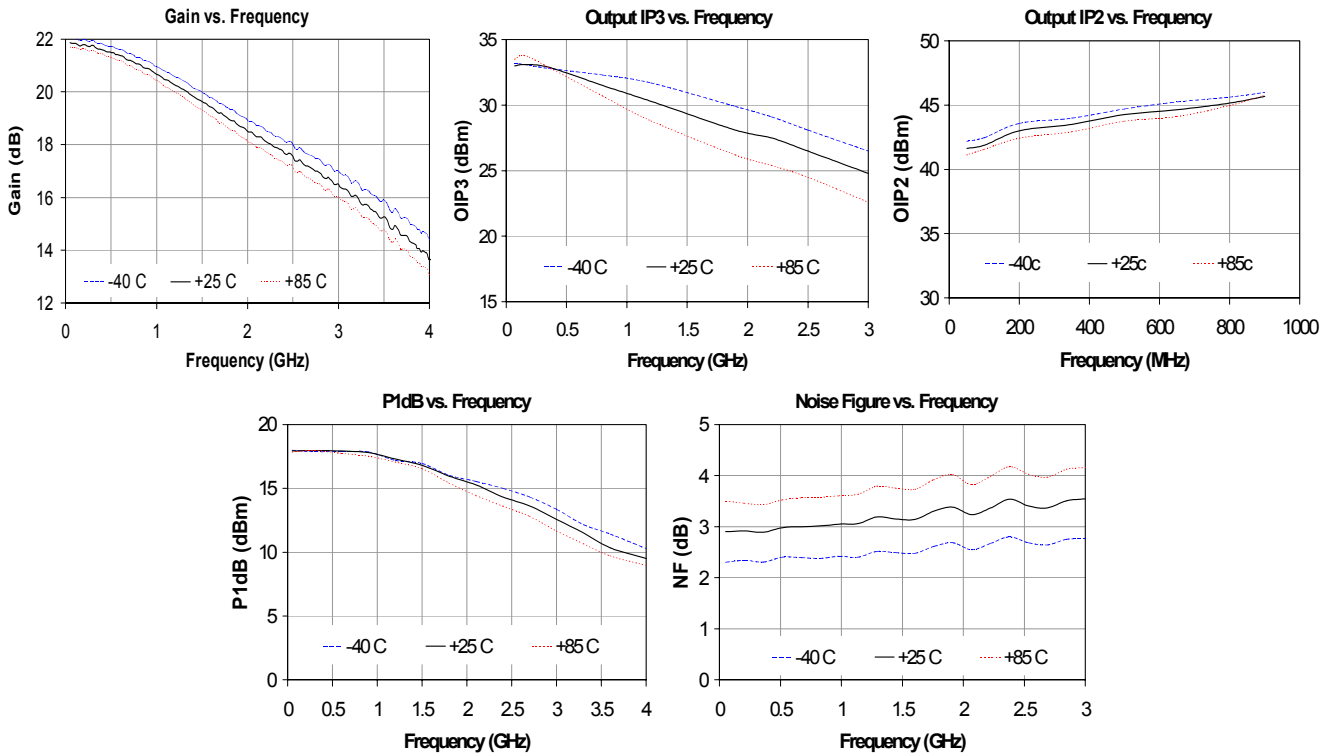 Gain vs. Frequency
22
20
18
16
14
12
Gain (dB)
-40 C +25 C +85 C
0 1 2 3 4
Frequency (GHz)
Output IP3 vs. Frequency
35
30
25
20
15
OIP3 (dBm)
-40 C +25 C +85 C
0 0.5 1 1.5 2 2.5 3
Frequency (GHz)
Output IP2 vs. Frequency
50
45
40
35
30
OIP2 (dBm)
-40c +25c +85c
0 200 400 600 800 1000
Frequency (MHz)
P1dB vs. Frequency
20
15
10
5
0
P1dB (dBm)
-40 C +25 C +85 C
0 0.5 1 1.5 2 2.5 3 3.5 4
Frequency (GHz)
Noise Figure vs. Frequency
5
4
3
2
1
0
NF (dB)
-40 C +25 C +85 C
0 0.5 1 1.5 2 2.5 3
Frequency (GHz)